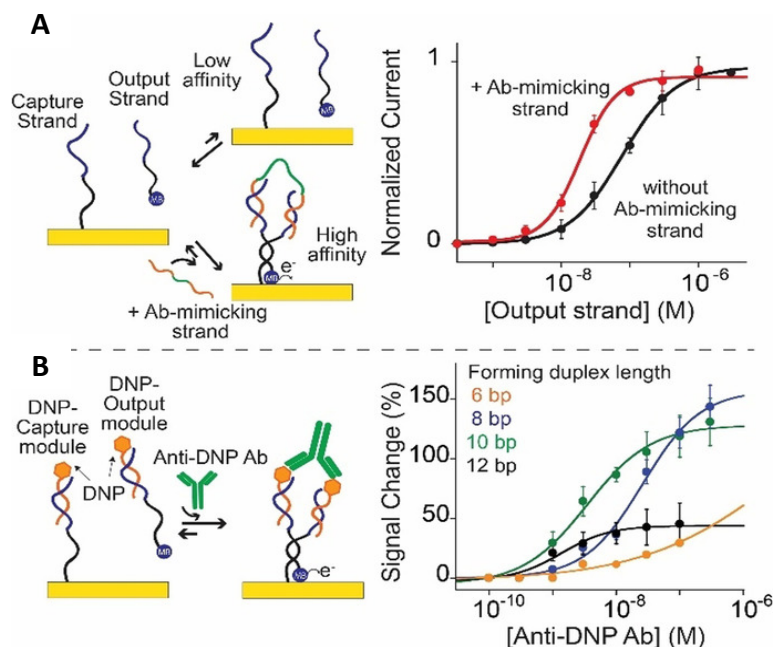 A
Capture
Strand
Output
Strand
Low
affinity
MB
MB
High
affinity
MB
e-
+ Ab-mimicking
strand
Normalized Current
1
0
+ Ab-mimicking
strand
without
Ab-mimicking
strand
10-8
10-6
[Output strand] (M)
B
DNP-
Capture
module
DNP-
Output
module
DNP
Anti-DNP Ab
MB
MB
e-
Signal Change (%)
150
100
50
0
Forming duplex length
6 bp
8 bp
10 bp
12 bp
10-10
10-8
10-6
[Anti-DNP Ab] (M)